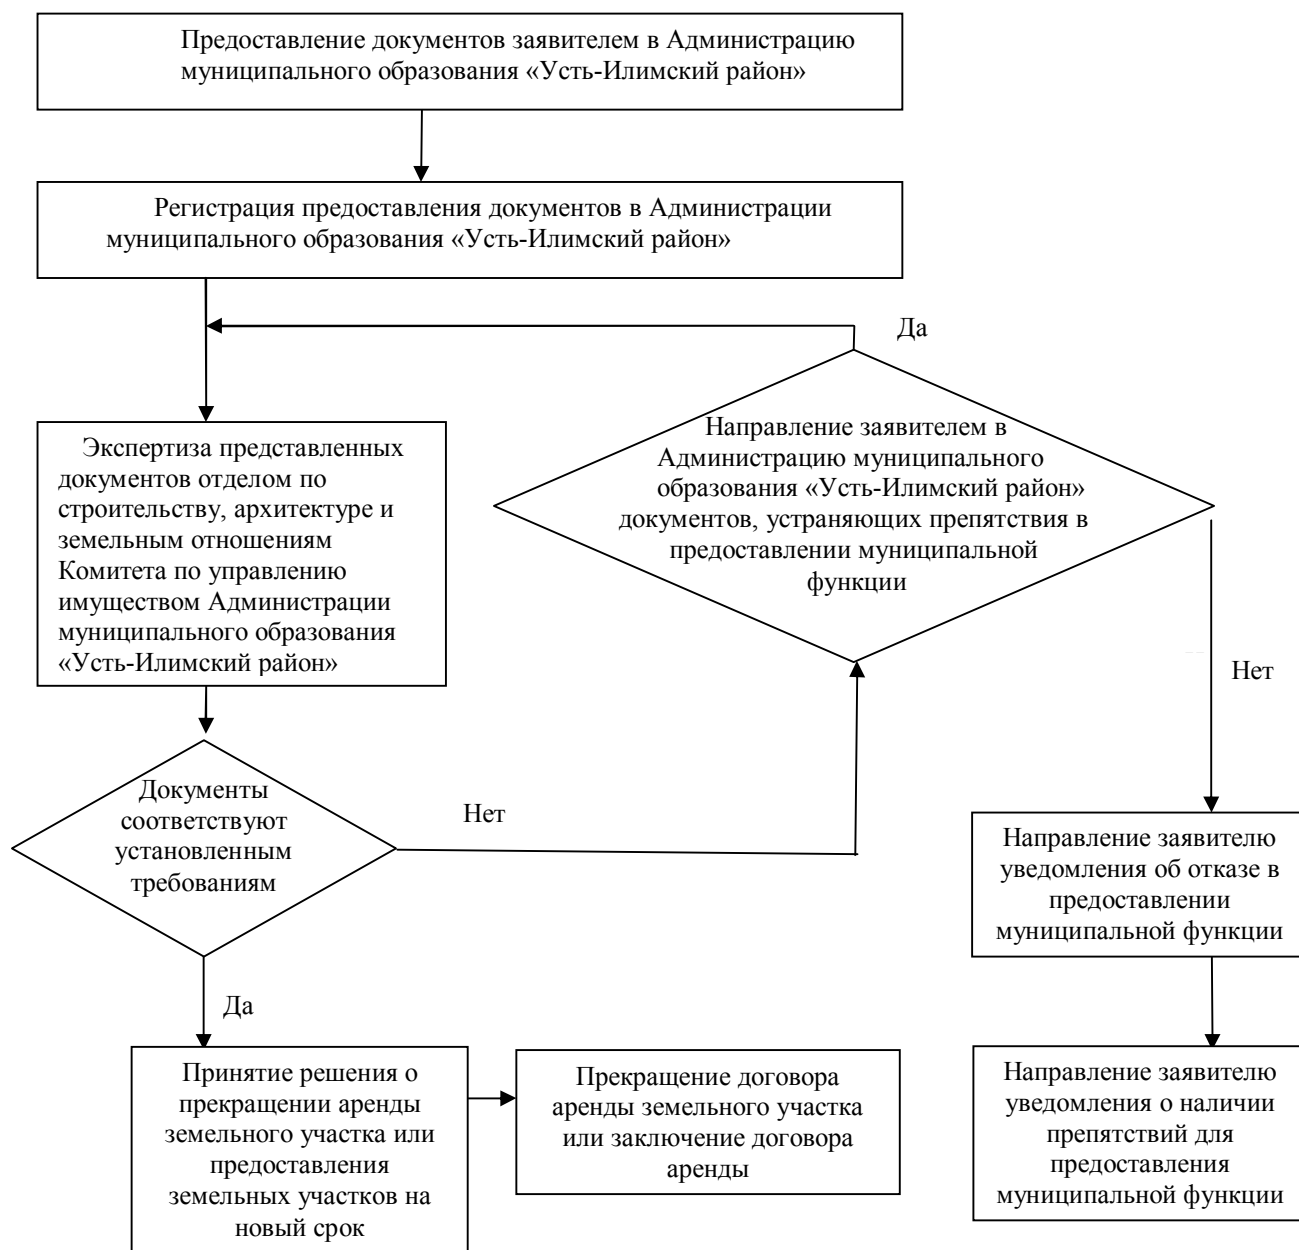 Предоставление документов заявителем в Администрацию
муниципального образования «Усть-Илимский район»
Регистрация предоставления документов в Администрации
муниципального образования «Усть-Илимский район»
Да
Направление заявителем в
Администрацию муниципального
образования «Усть-Илимский район»
документов, устраняющих препятствия в
предоставлении муниципальной
функции
Экспертиза представленных
документов отделом по
строительству, архитектуре и
земельным отношениям
Комитета по управлению
имуществом Администрации
муниципального образования
«Усть-Илимский район»
Нет
Документы
соответствуют
установленным
требованиям
Нет
Направление заявителю
уведомления об отказе в
предоставлении
муниципальной функции
Да
Принятие решения о
прекращении аренды
земельного участка или
предоставления
земельных участков на
новый срок
Прекращение договора
аренды земельного участка
или заключение договора
аренды
Направление заявителю
уведомления о наличии
препятствий для
предоставления
муниципальной функции